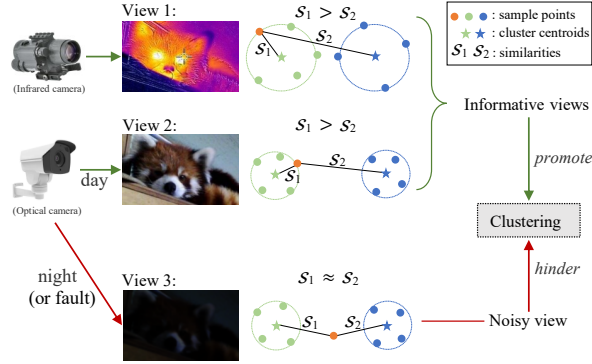 View 1:
S₁ > S₂
S₁
S₂
: sample points
: cluster centroids
S₁ S₂ : similarities
(Infrared camera)
Informative views
View 2:
S₁ > S₂
S₁
S₂
day
promote
(Optical camera)
Clustering
night
(or fault)
View 3:
S₁ ≈ S₂
S₁
S₂
hinder
Noisy view